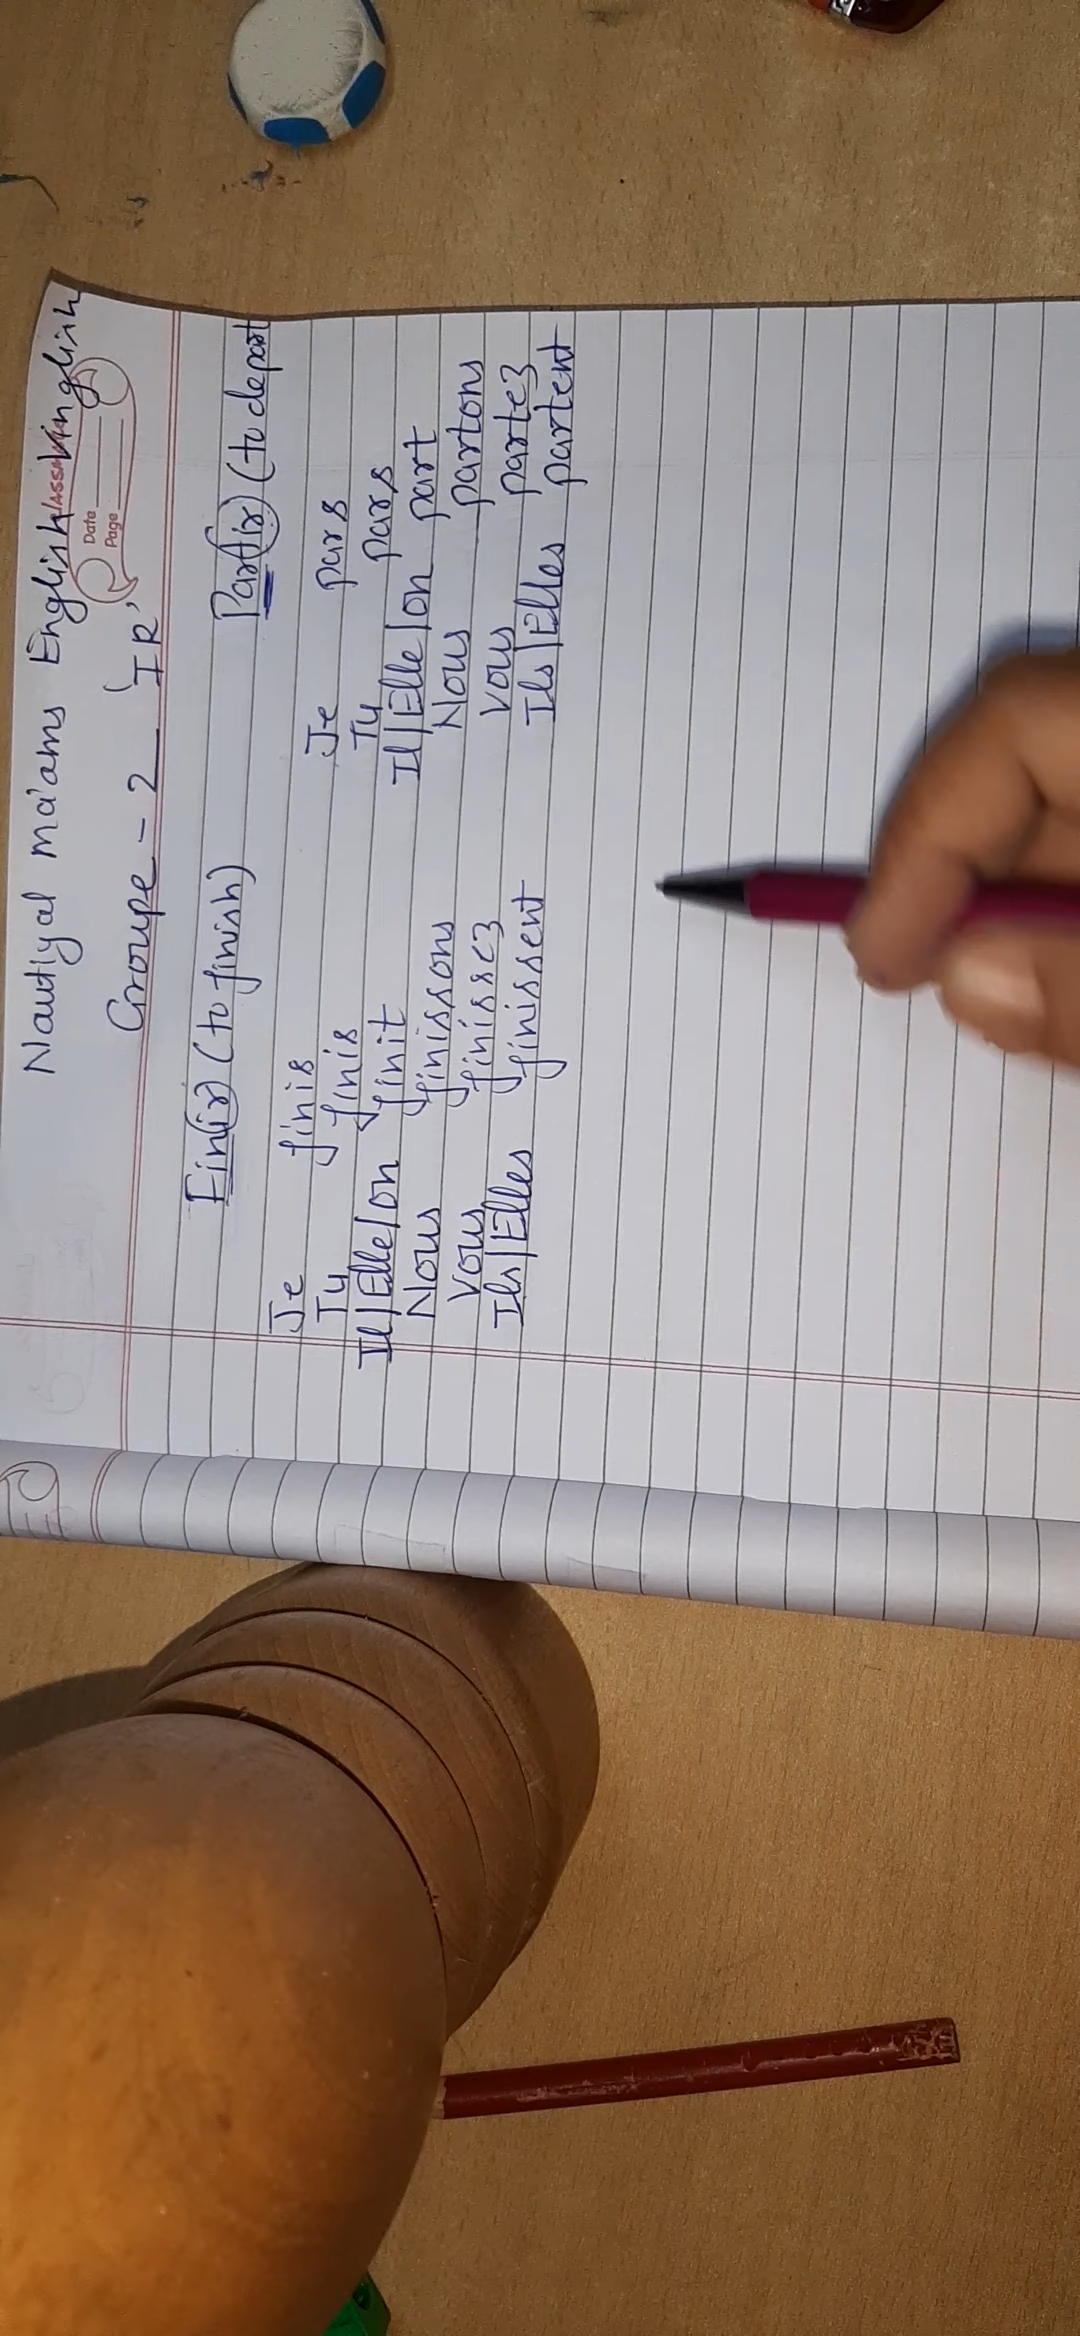 Nautiyal ma'ams English Vinglish
CLASSMATE
Date
Page
Groupe - 2 'IR'
Finir (to finish) Partir (to depart
Je finis Je pars
Tu finis Tu pars
Il/Elle/on finit Il/Elle/on part
Nous finissons Nous partons
Vous finissez Vous partez
Ils/Elles finissent Ils/Elles partent